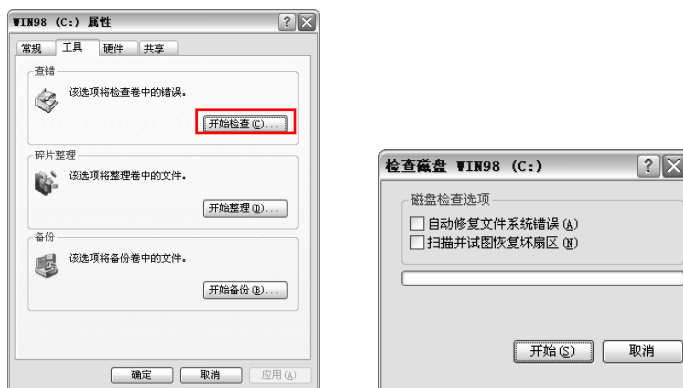 WIN98 (C:) 属性
常规 工具 硬件 共享
查错
该选项将检查卷中的错误。
开始检查(C)...
碎片整理
该选项将整理卷中的文件。
开始整理(D)...
备份
该选项将备份卷中的文件。
开始备份(B)...
确定 取消 应用(A)
检查磁盘 WIN98 (C:)
磁盘检查选项
自动修复文件系统错误(A)
扫描并试图恢复坏扇区(N)
开始(S) 取消